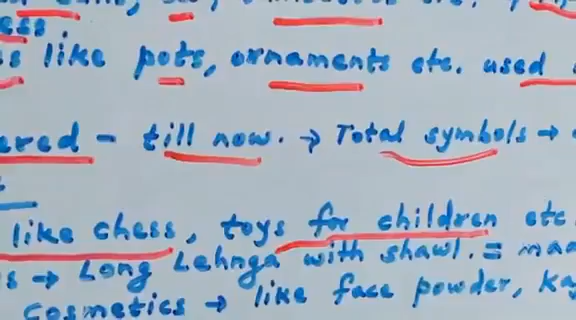 ess.
s like pots, ornaments etc. used
ered - till now. → Total symbols →
like chess, toys for children etc
s → Long Lehnga with shawl. = mad
Cosmetics → like face powder, Ka